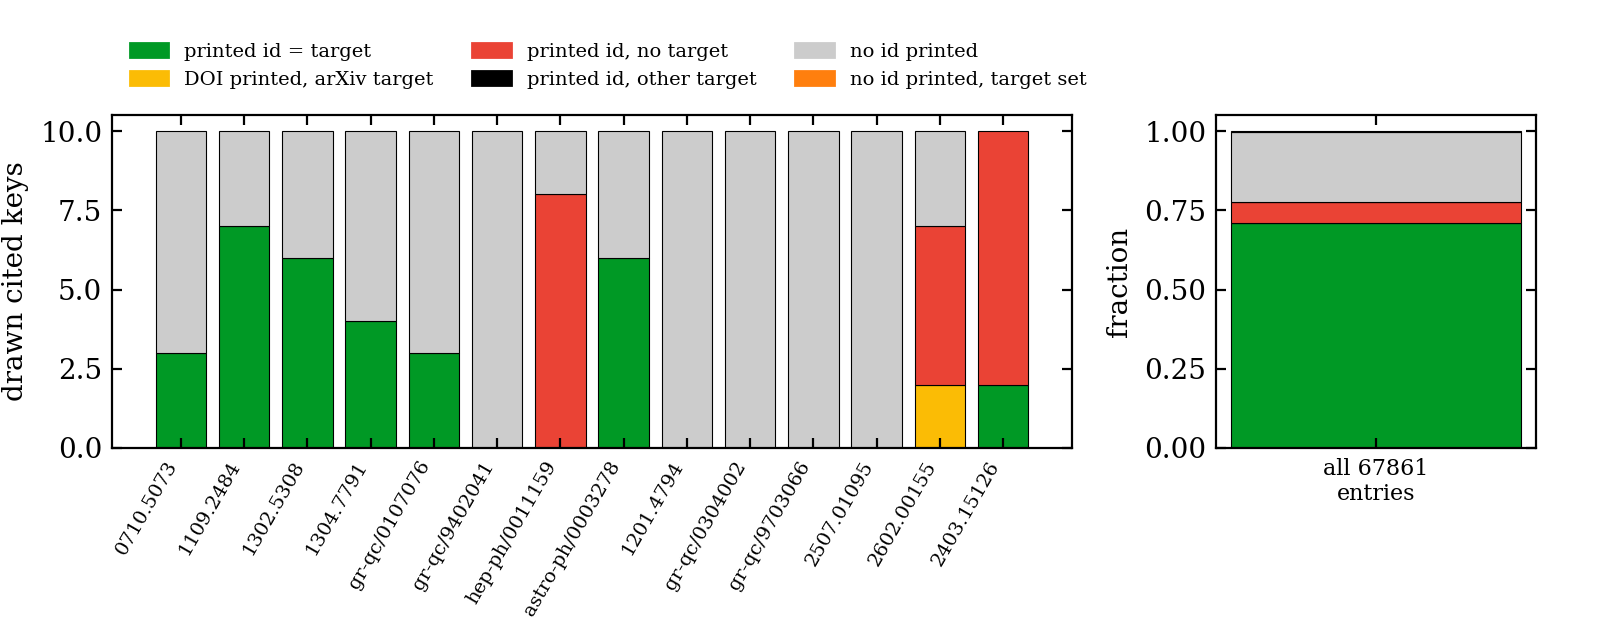 printed id = target
DOI printed, arXiv target
printed id, no target
printed id, other target
no id printed
no id printed, target set
drawn cited keys
10.0
7.5
5.0
2.5
0.0
0710.5073
1109.2484
1302.5308
1304.7791
gr-qc/0107076
gr-qc/9402041
hep-ph/0011159
astro-ph/0003278
1201.4794
gr-qc/0304002
gr-qc/9703066
2507.01095
2602.00155
2403.15126
fraction
1.00
0.75
0.50
0.25
0.00
all 67861
entries